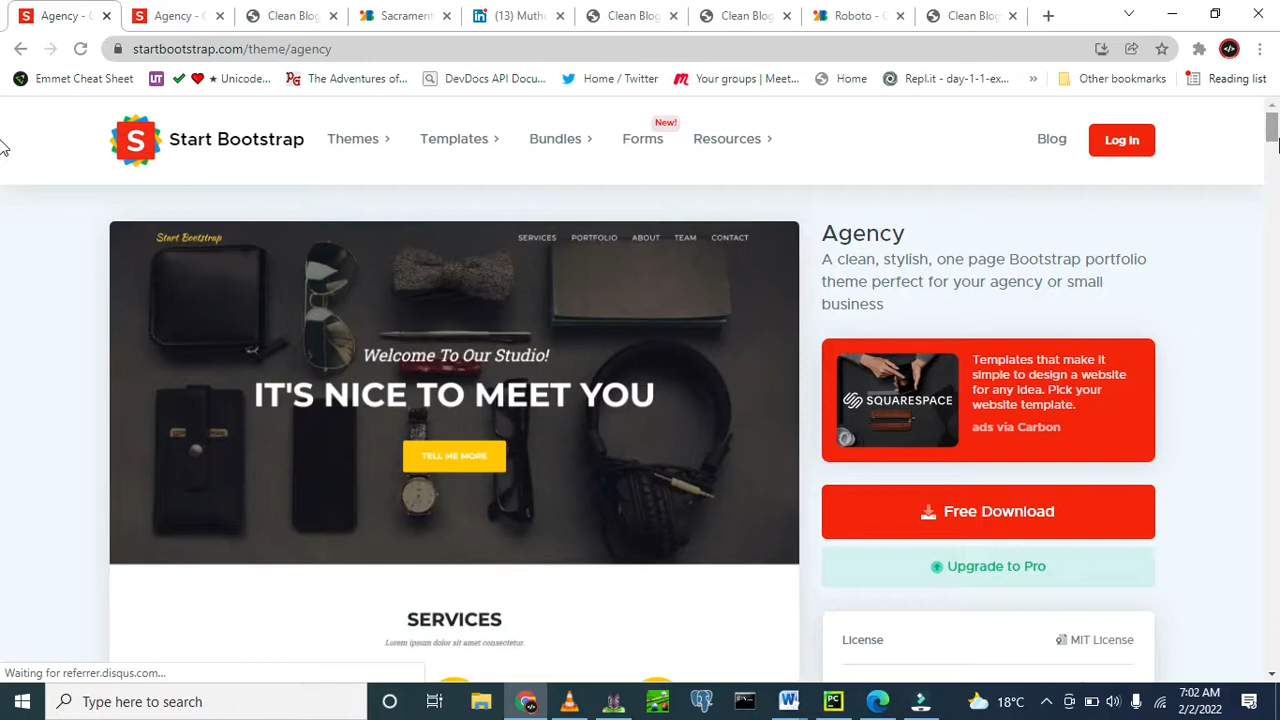 Agency - C
Agency - C
Clean Blog
Sacrament
(13) Muth
Clean Blog
Clean Blog
Roboto - G
Clean Blog
startbootstrap.com/theme/agency
Emmet Cheat Sheet
UT
★ Unicode...
The Adventures of...
DevDocs API Docu...
Home / Twitter
Your groups | Meet...
Home
Repl.it - day-1-1-ex...
»
Other bookmarks
Reading list
S
Start Bootstrap
Themes
Templates
Bundles
Forms
New!
Resources
Blog
Log In
Start Bootstrap
SERVICES PORTFOLIO ABOUT TEAM CONTACT
Welcome To Our Studio!
IT'S NICE TO MEET YOU
TELL ME MORE
SERVICES
Lorem ipsum dolor sit amet consectetur.
Agency
A clean, stylish, one page Bootstrap portfolio
theme perfect for your agency or small
business
SQUARESPACE
Templates that make it
simple to design a website
for any idea. Pick your
website template.
ads via Carbon
Free Download
Upgrade to Pro
License
MIT License
Waiting for referrer.disqus.com...
Type here to search
18°C
7:02 AM
2/2/2022